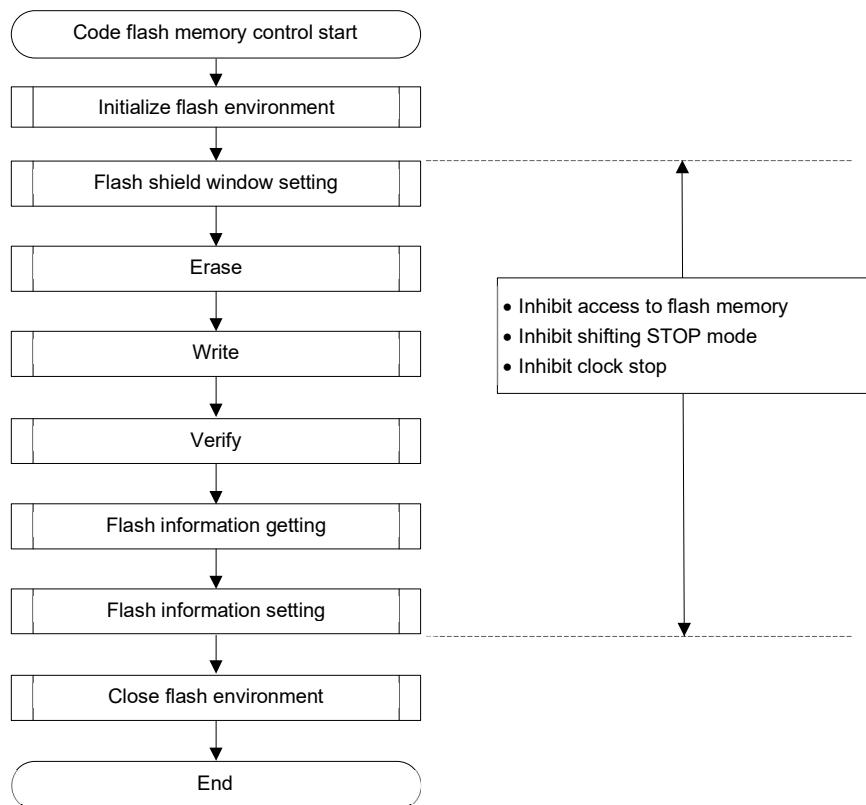 Code flash memory control start
Initialize flash environment
Flash shield window setting
Erase
Write
Verify
Flash information getting
Flash information setting
Close flash environment
End
• Inhibit access to flash memory
• Inhibit shifting STOP mode
• Inhibit clock stop